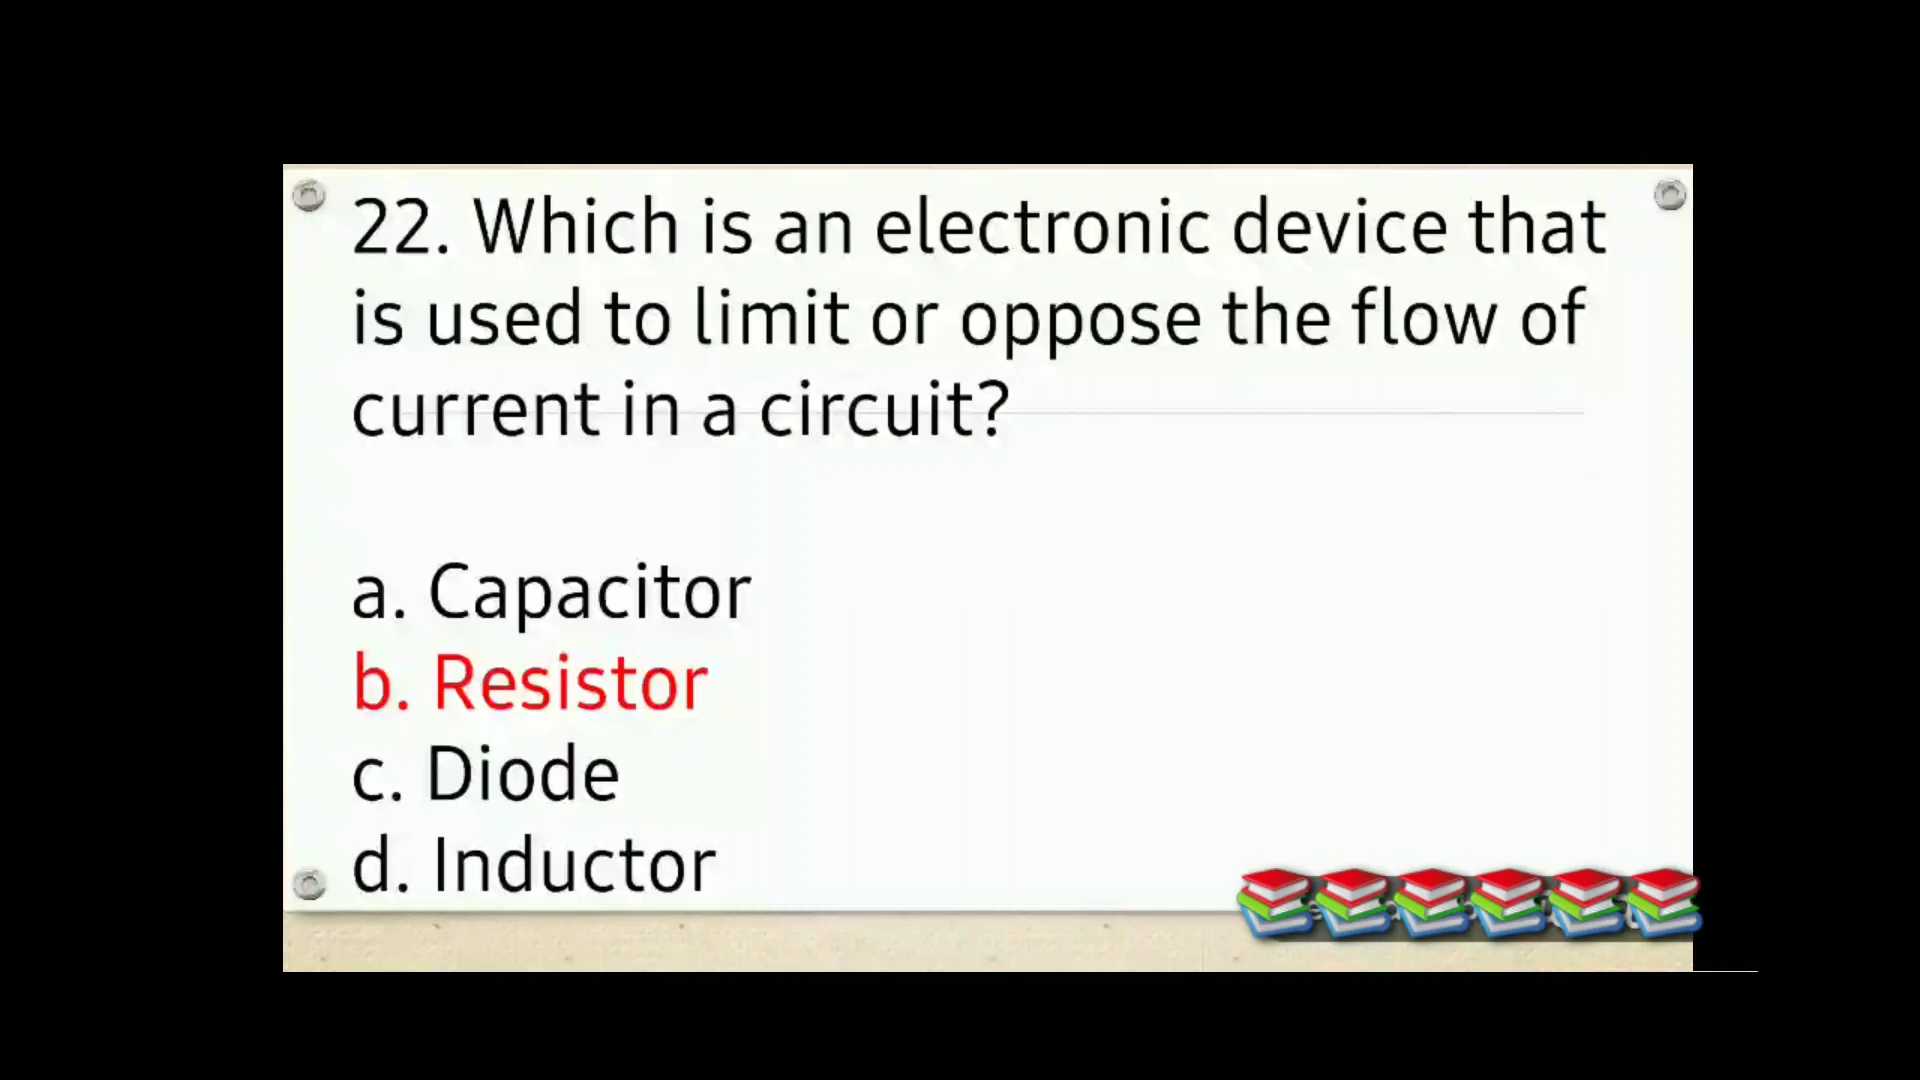 22. Which is an electronic device that
is used to limit or oppose the flow of
current in a circuit?
a. Capacitor
b. Resistor
c. Diode
d. Inductor